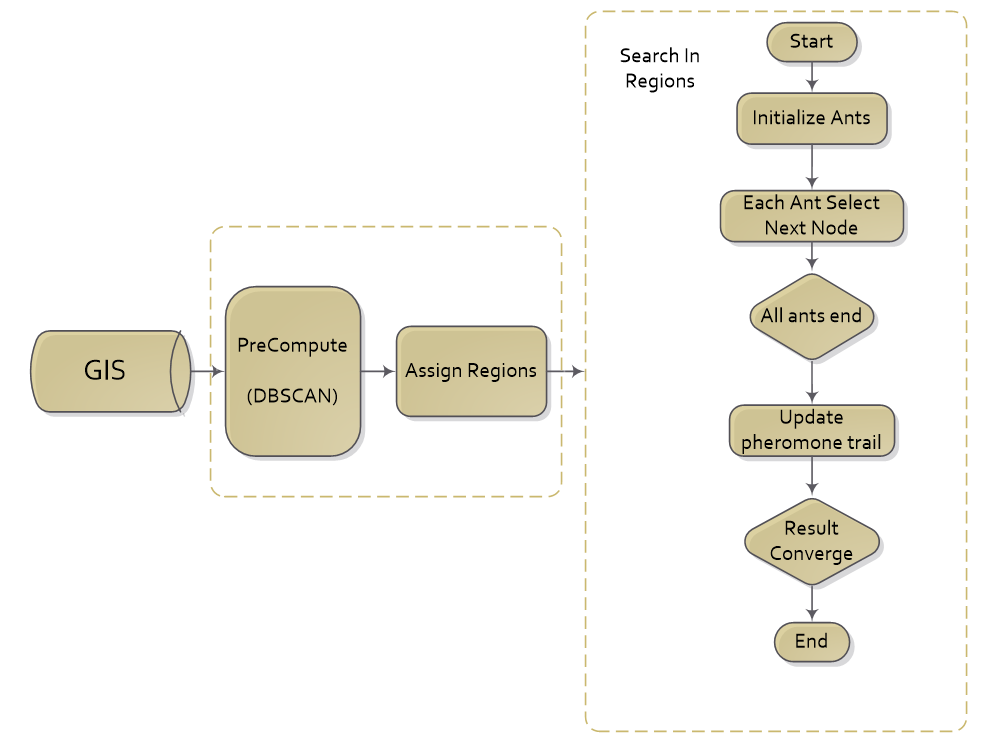 GIS
PreCompute
(DBSCAN)
Assign Regions
Search In
Regions
Start
Initialize Ants
Each Ant Select
Next Node
All ants end
Update
pheromone trail
Result
Converge
End